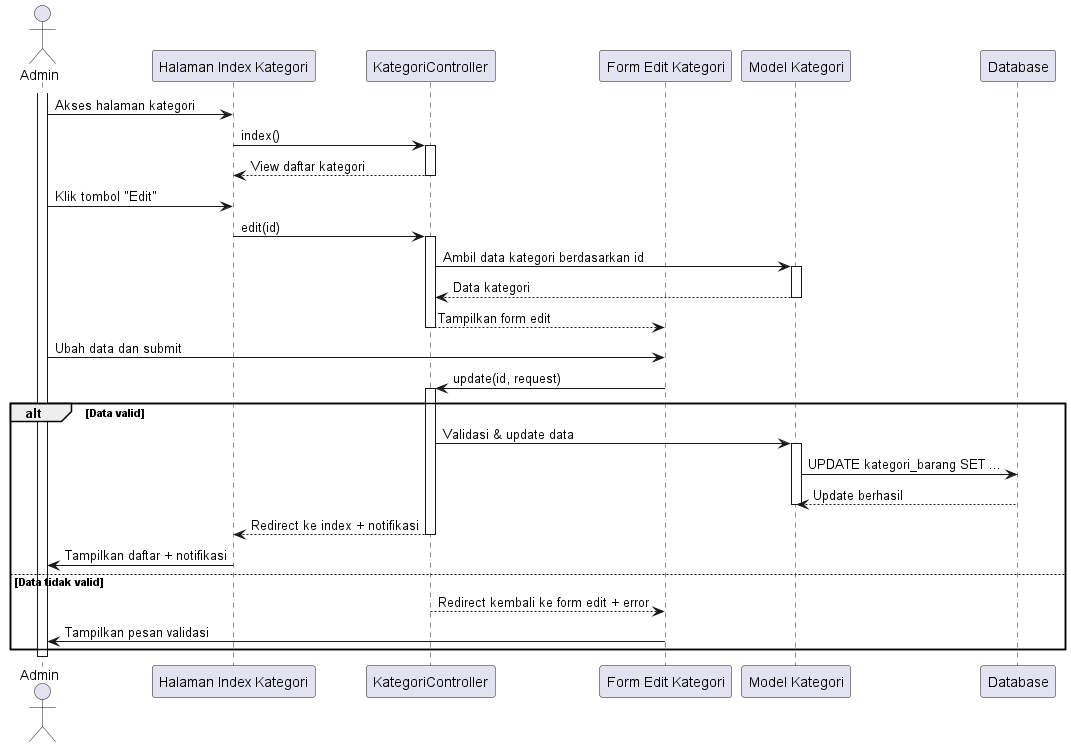 Admin
Halaman Index Kategori
KategoriController
Form Edit Kategori
Model Kategori
Database
Akses halaman kategori
index()
View daftar kategori
Klik tombol "Edit"
edit(id)
Ambil data kategori berdasarkan id
Data kategori
Tampilkan form edit
Ubah data dan submit
update(id, request)
alt
[Data valid]
Validasi & update data
UPDATE kategori_barang SET ...
Update berhasil
Redirect ke index + notifikasi
Tampilkan daftar + notifikasi
[Data tidak valid]
Redirect kembali ke form edit + error
Tampilkan pesan validasi
Admin
Halaman Index Kategori
KategoriController
Form Edit Kategori
Model Kategori
Database